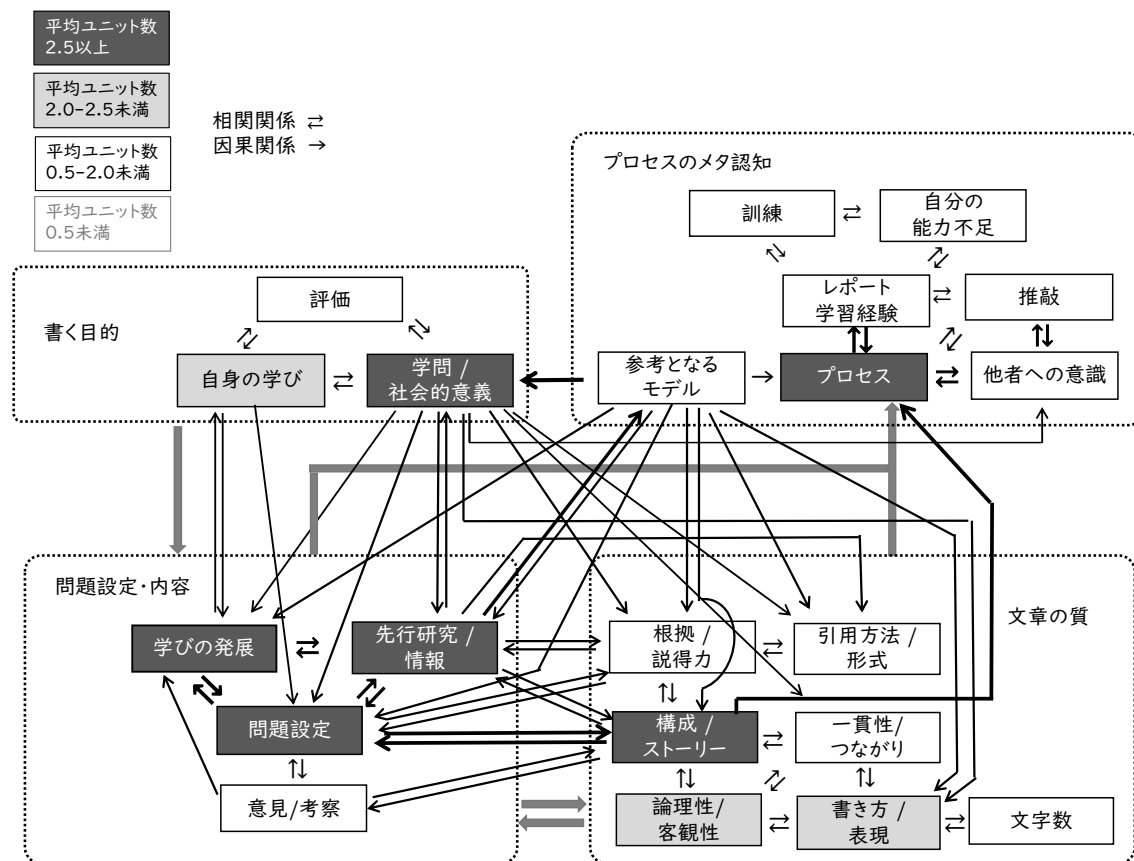 平均ユニット数
2.5以上
平均ユニット数
2.0-2.5未満
平均ユニット数
0.5-2.0未満
平均ユニット数
0.5未満
相関関係 ⇄
因果関係 →
プロセスのメタ認知
訓練
自分の
能力不足
レポート
学習経験
推敲
参考となる
モデル
プロセス
他者への意識
書く目的
評価
自身の学び
学問 /
社会的意義
問題設定・内容
学びの発展
先行研究 /
情報
問題設定
意見/考察
文章の質
根拠 /
説得力
引用方法 /
形式
構成 /
ストーリー
一貫性/
つながり
論理性/
客観性
書き方 /
表現
文字数